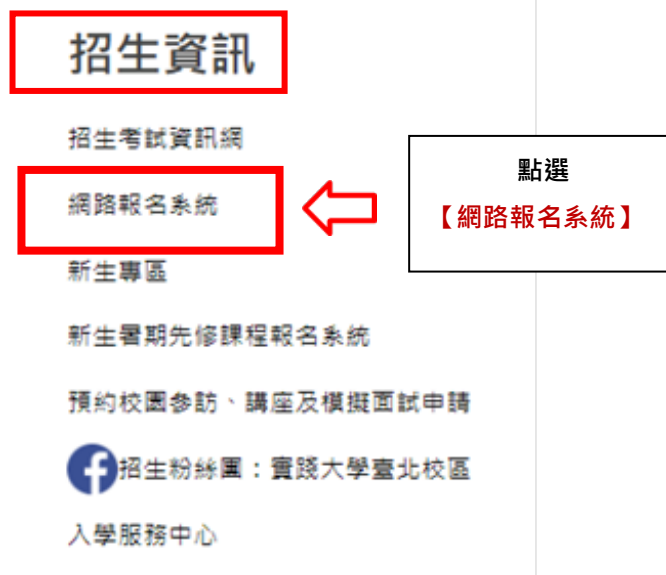 招生資訊
招生考試資訊網
網路報名系統
點選
【網路報名系統】
新生專區
新生暑期先修課程報名系統
預約校園參訪、講座及模擬面試申請
招生粉絲團：實踐大學臺北校區
入學服務中心